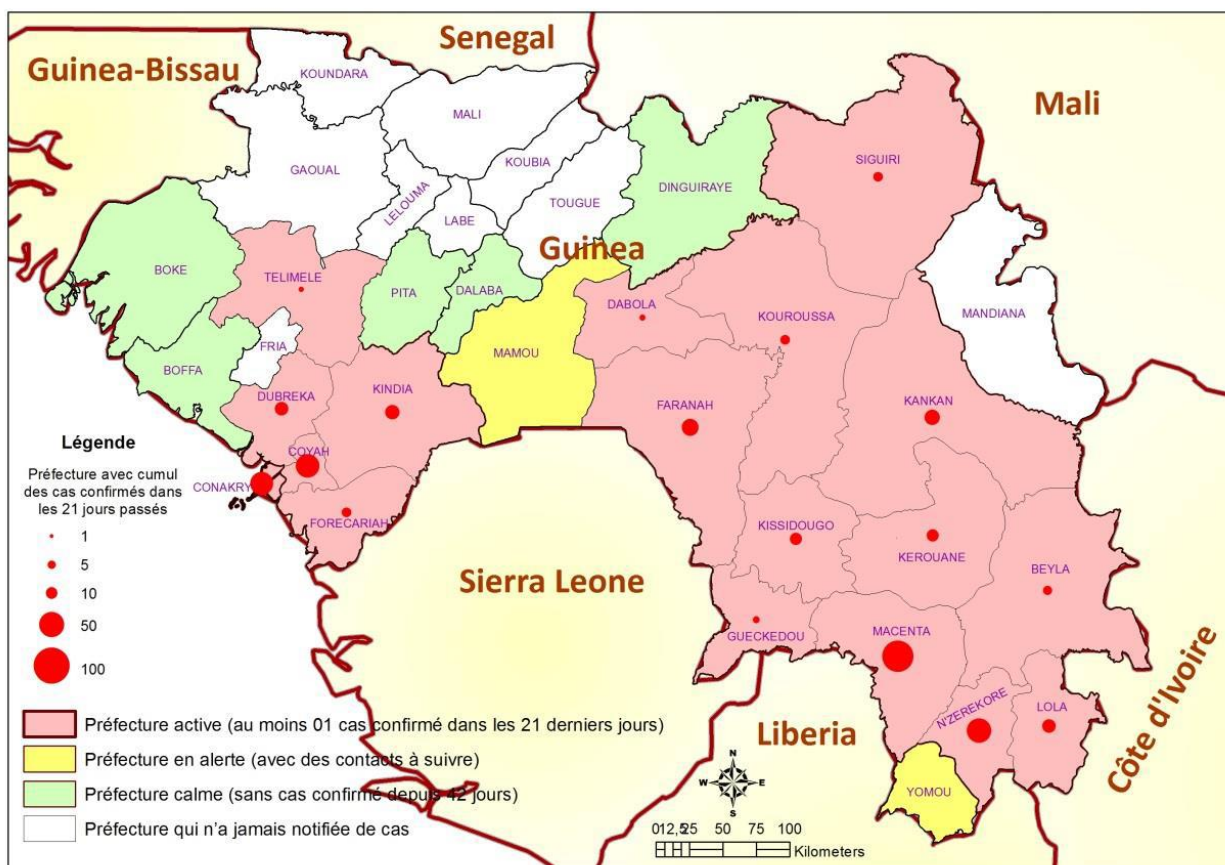 Senegal
Guinea-Bissau
KOUNDARA
Mali
MALI
KOUBIA
SIGUIRI
GAOUAL
DINGUIRAYE
LELOUMA
LABE
TOUGUE
Guinea
BOKE
TELIMELE
PITA
DALABA
DABOLA
KOUROUSSA
MANDIANA
FRIA
MAMOU
BOFFA
DUBREKA
KINDIA
FARANAH
KANKAN
COYAH
CONAKRY
FORECARIAH
KISSIDOUGO
KEROUANE
BEYLA
Sierra Leone
GUECKEDOU
MACENTA
N'ZEREKORE
LOLA
Liberia
YOMOU
Côte d'Ivoire
Légende
Préfecture avec cumul
des cas confirmés dans
les 21 jours passés
1
5
10
50
100
Préfecture active (au moins 01 cas confirmé dans les 21 derniers jours)
Préfecture en alerte (avec des contacts à suivre)
Préfecture calme (sans cas confirmé depuis 42 jours)
Préfecture qui n'a jamais notifiée de cas
N
W E
S
0 12,5 25 50 75 100
Kilometers